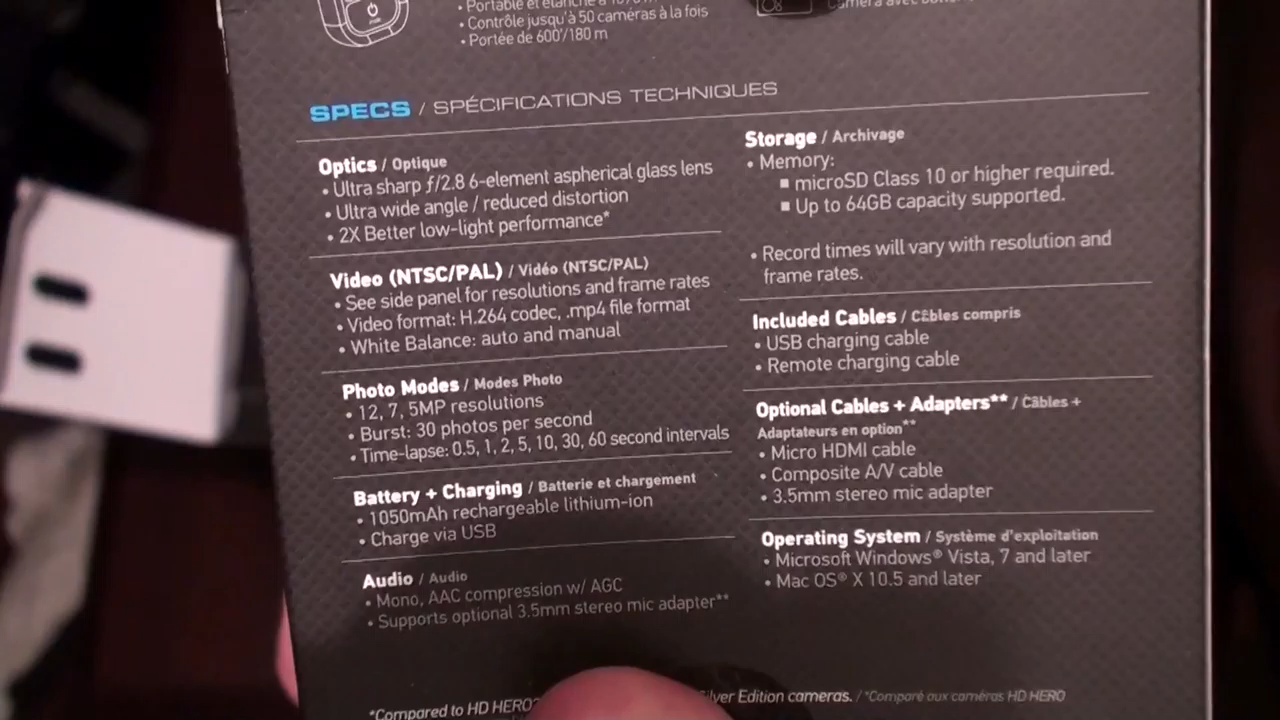 • Portable et étanche à
• Contrôle jusqu'à 50 caméras à la fois
• Portée de 600'/180 m
SPECS / SPÉCIFICATIONS TECHNIQUES
Optics / Optique
• Ultra sharp ƒ/2.8 6-element aspherical glass lens
• Ultra wide angle / reduced distortion
• 2X Better low-light performance*
Video (NTSC/PAL) / Vidéo (NTSC/PAL)
• See side panel for resolutions and frame rates
• Video format: H.264 codec, .mp4 file format
• White Balance: auto and manual
Photo Modes / Modes Photo
• 12, 7, 5MP resolutions
• Burst: 30 photos per second
• Time-lapse: 0.5, 1, 2, 5, 10, 30, 60 second intervals
Battery + Charging / Batterie et chargement
• 1050mAh rechargeable lithium-ion
• Charge via USB
Audio / Audio
• Mono, AAC compression w/ AGC
• Supports optional 3.5mm stereo mic adapter**
Storage / Archivage
• Memory:
■ microSD Class 10 or higher required.
■ Up to 64GB capacity supported.
• Record times will vary with resolution and
frame rates.
Included Cables / Câbles compris
• USB charging cable
• Remote charging cable
Optional Cables + Adapters** / Câbles +
Adaptateurs en option**
• Micro HDMI cable
• Composite A/V cable
• 3.5mm stereo mic adapter
Operating System / Système d'exploitation
• Microsoft Windows® Vista, 7 and later
• Mac OS® X 10.5 and later
*Compared to HD HERO2 Silver Edition cameras. / *Comparé aux caméras HD HERO